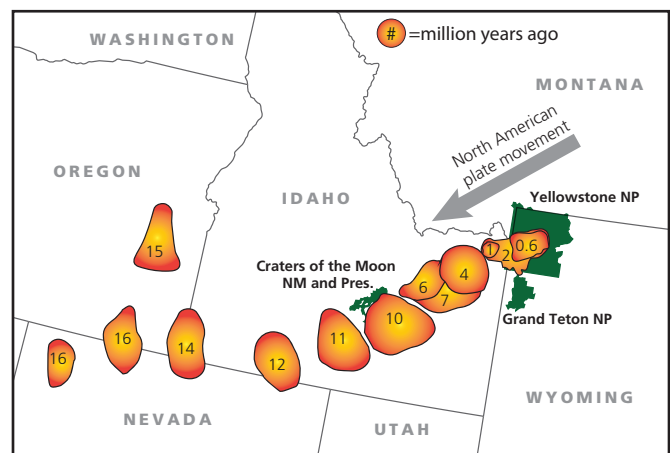 # =million years ago
WASHINGTON
MONTANA
North American
plate movement
OREGON
IDAHO
Yellowstone NP
15
Craters of the Moon
NM and Pres.
1
2
0.6
4
6
7
Grand Teton NP
10
16
16
14
11
12
WYOMING
NEVADA
UTAH